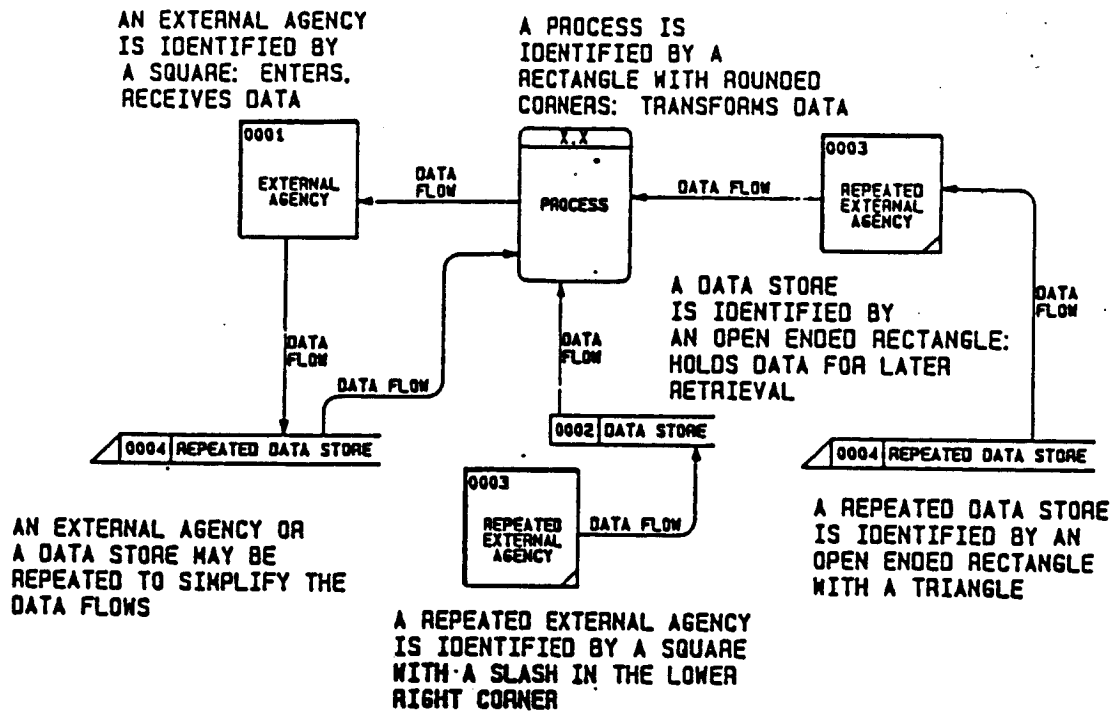 AN EXTERNAL AGENCY
IS IDENTIFIED BY
A SQUARE: ENTERS,
RECEIVES DATA
A PROCESS IS
IDENTIFIED BY A
RECTANGLE WITH ROUNDED
CORNERS: TRANSFORMS DATA
0001
EXTERNAL
AGENCY
DATA
FLOW
X.X
PROCESS
DATA FLOW
0003
REPEATED
EXTERNAL
AGENCY
DATA
FLOW
DATA
FLOW
DATA FLOW
DATA
FLOW
A DATA STORE
IS IDENTIFIED BY
AN OPEN ENDED RECTANGLE:
HOLDS DATA FOR LATER
RETRIEVAL
0004 REPEATED DATA STORE
0002 DATA STORE
0004 REPEATED DATA STORE
0003
REPEATED
EXTERNAL
AGENCY
DATA FLOW
AN EXTERNAL AGENCY OR
A DATA STORE MAY BE
REPEATED TO SIMPLIFY THE
DATA FLOWS
A REPEATED DATA STORE
IS IDENTIFIED BY AN
OPEN ENDED RECTANGLE
WITH A TRIANGLE
A REPEATED EXTERNAL AGENCY
IS IDENTIFIED BY A SQUARE
WITH A SLASH IN THE LOWER
RIGHT CORNER